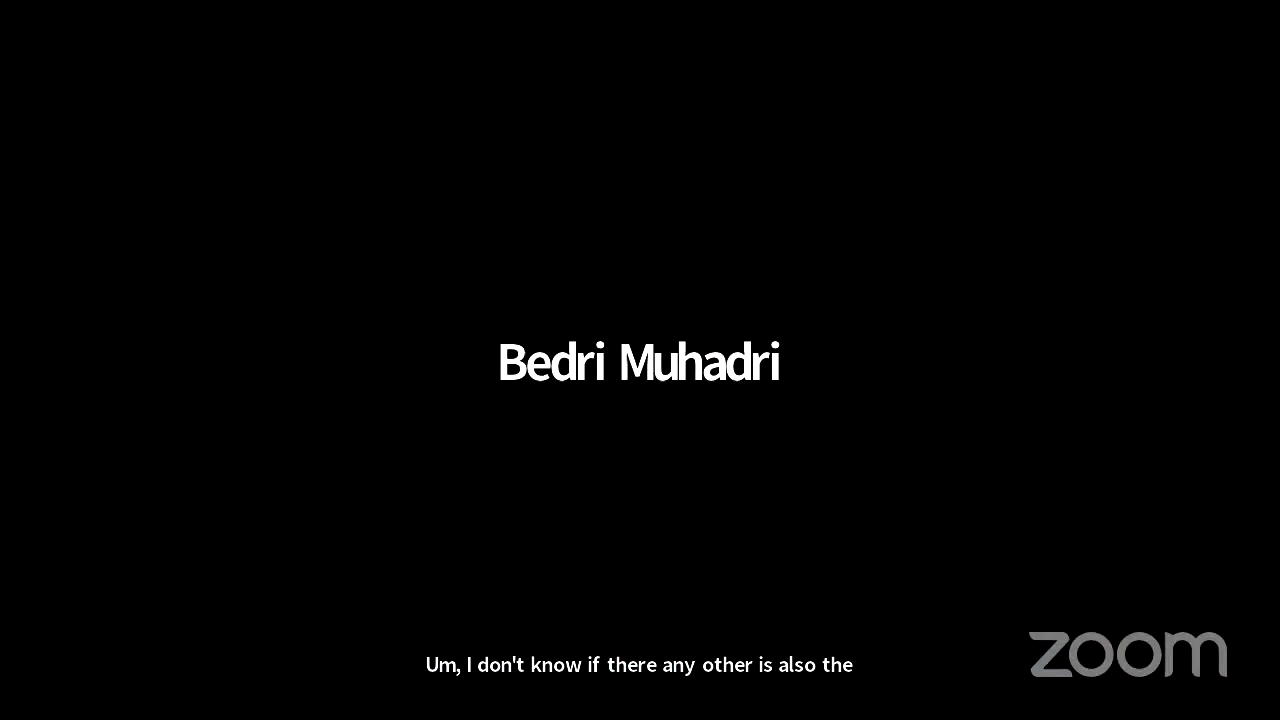 Bedri Muhadri
Um, I don't know if there any other is also the
zoom